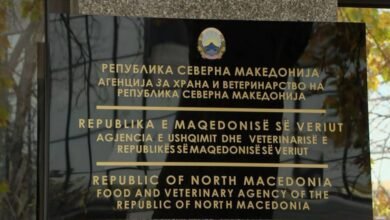 РЕПУБЛИКА СЕВЕРНА МАКЕДОНИЈА
АГЕНЦИЈА ЗА ХРАНА И ВЕТЕРИНАРСТВО НА
РЕПУБЛИКА СЕВЕРНА МАКЕДОНИЈА
REPUBLIKA E MAQEDONISË SË VERIUT
AGJENCIA E USHQIMIT DHE VETERINARISË E
REPUBLIKËS SË MAQEDONISË SË VERIUT
REPUBLIC OF NORTH MACEDONIA
FOOD AND VETERINARY AGENCY OF THE
REPUBLIC OF NORTH MACEDONIA